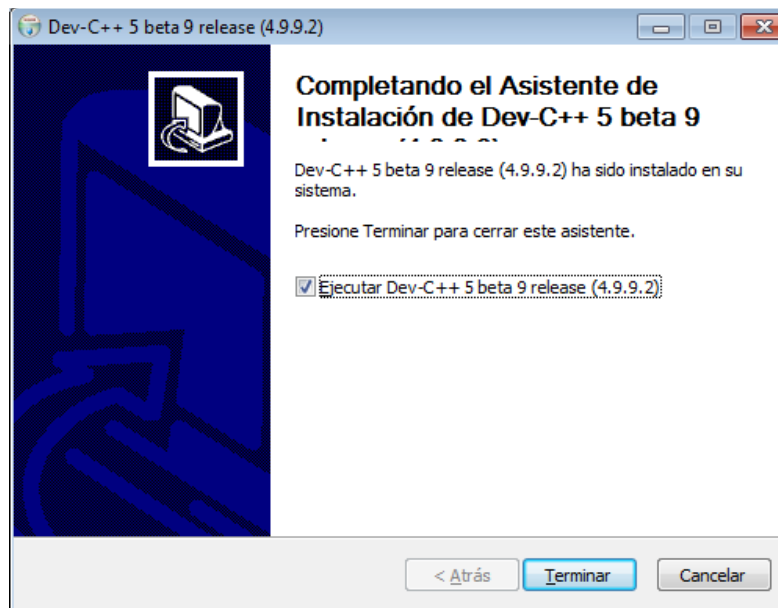 Dev-C++ 5 beta 9 release (4.9.9.2)
Completando el Asistente de
Instalación de Dev-C++ 5 beta 9
Dev-C++ 5 beta 9 release (4.9.9.2) ha sido instalado en su
sistema.
Presione Terminar para cerrar este asistente.
Ejecutar Dev-C++ 5 beta 9 release (4.9.9.2)
< Atrás
Terminar
Cancelar